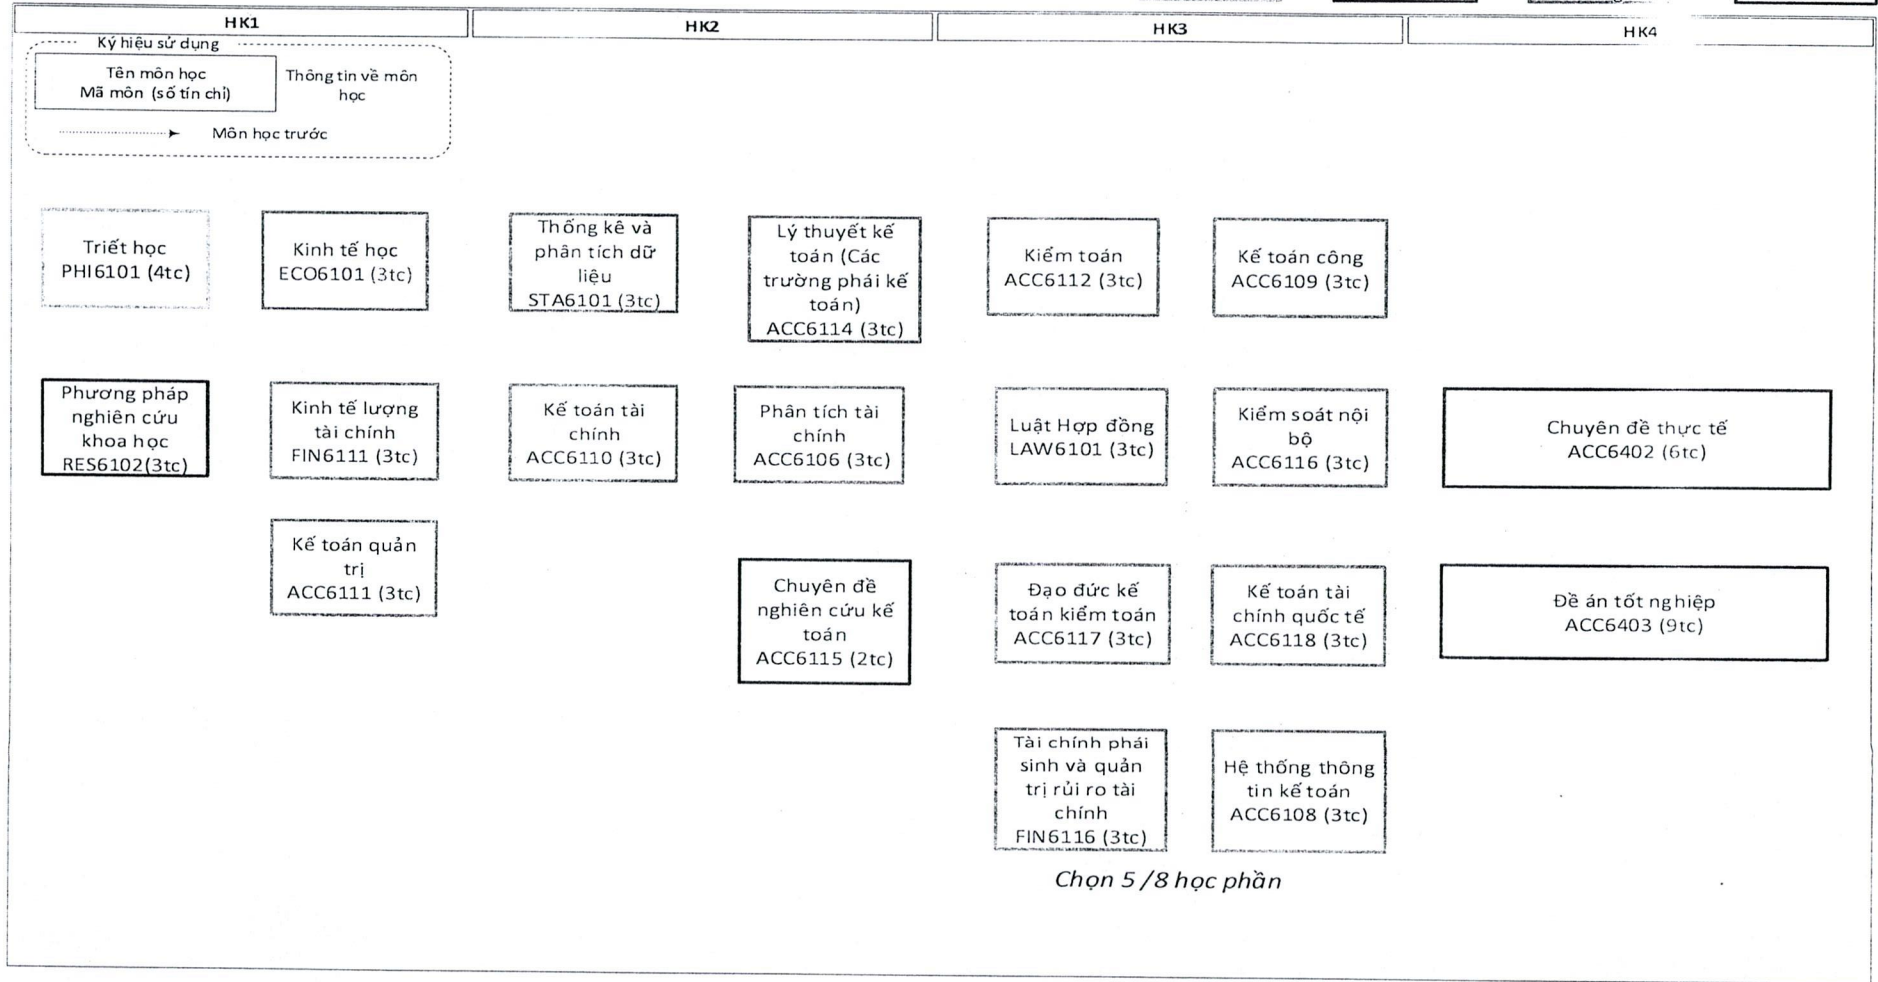 HK1
HK2
HK3
HK4
Ký hiệu sử dụng
Tên môn học
Mã môn (số tín chỉ)
Thông tin về môn
học
Môn học trước
Triết học
PHI6101 (4tc)
Kinh tế học
ECO6101 (3tc)
Thống kê và
phân tích dữ
liệu
STA6101 (3tc)
Lý thuyết kế
toán (Các
trường phái kế
toán)
ACC6114 (3tc)
Kiểm toán
ACC6112 (3tc)
Kế toán công
ACC6109 (3tc)
Phương pháp
nghiên cứu
khoa học
RES6102(3tc)
Kinh tế lượng
tài chính
FIN6111 (3tc)
Kế toán tài
chính
ACC6110 (3tc)
Phân tích tài
chính
ACC6106 (3tc)
Luật Hợp đồng
LAW6101 (3tc)
Kiểm soát nội
bộ
ACC6116 (3tc)
Chuyên đề thực tế
ACC6402 (6tc)
Kế toán quản
trị
ACC6111 (3tc)
Chuyên đề
nghiên cứu kế
toán
ACC6115 (2tc)
Đạo đức kế
toán kiểm toán
ACC6117 (3tc)
Kế toán tài
chính quốc tế
ACC6118 (3tc)
Đề án tốt nghiệp
ACC6403 (9tc)
Tài chính phái
sinh và quản
trị rủi ro tài
chính
FIN6116 (3tc)
Hệ thống thông
tin kế toán
ACC6108 (3tc)
Chọn 5/8 học phần